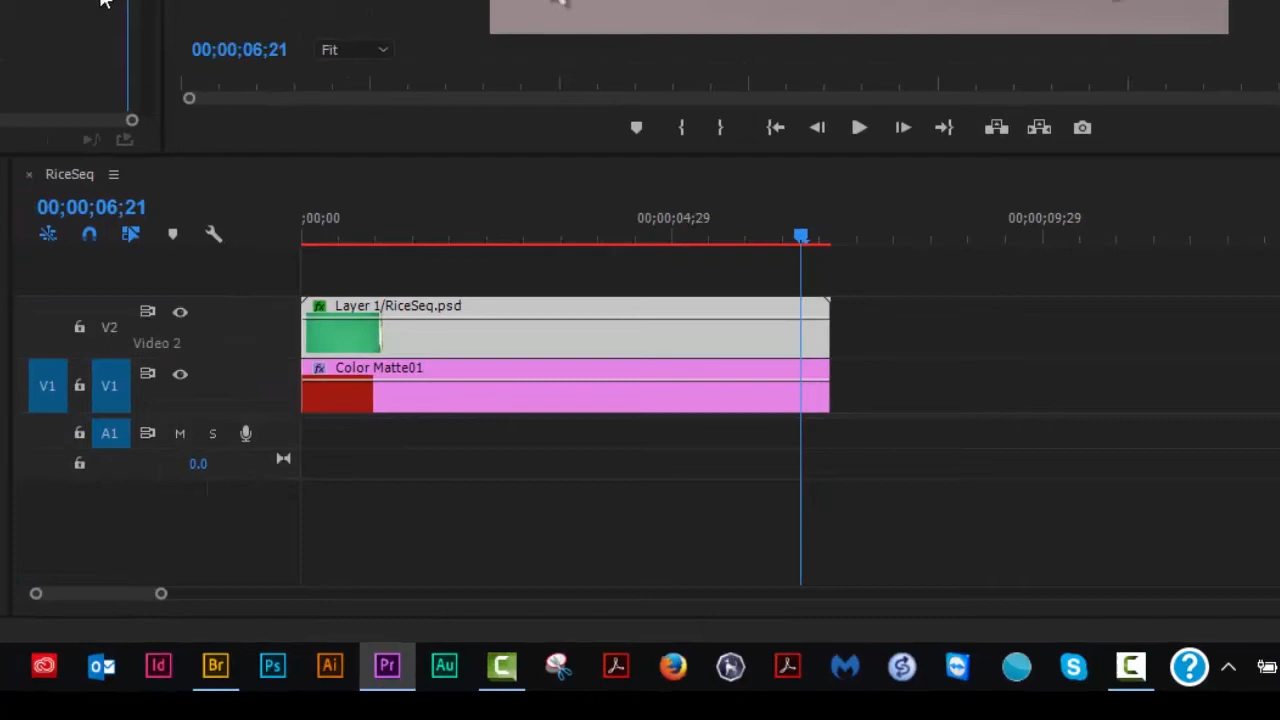 00;00;06;21
Fit
RiceSeq
00;00;06;21
;00;00
00;00;04;29
00;00;09;29
fx Layer 1/RiceSeq.psd
V2
Video 2
fx Color Matte01
V1 V1
A1 M S
0.0
Id Br Ps Ai Pr Au C S C ?